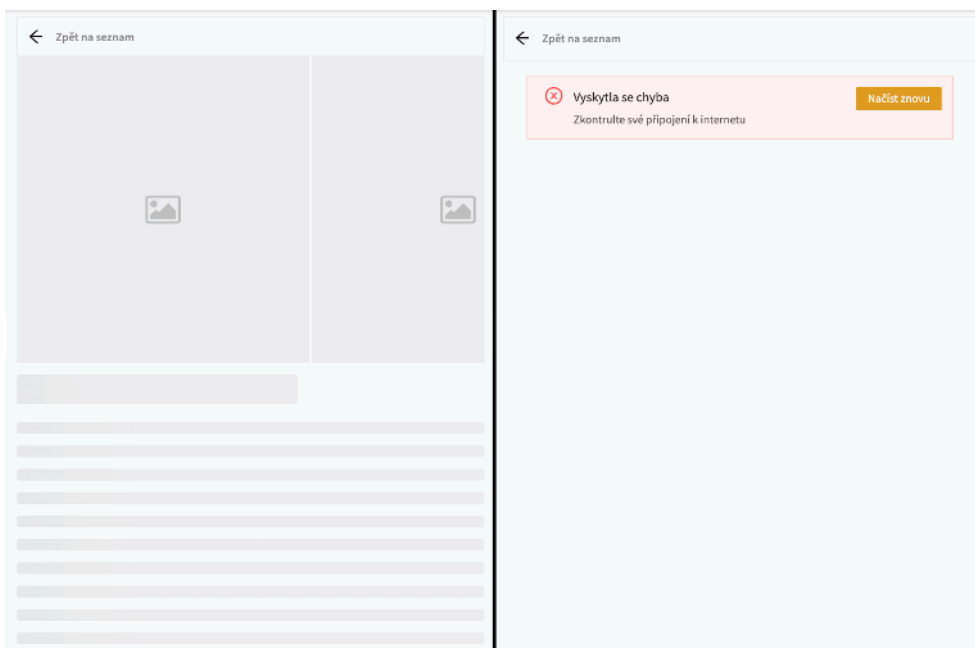 Zpět na seznam
Zpět na seznam
Vyskytla se chyba
Načíst znovu
Zkontrulte své připojení k internetu